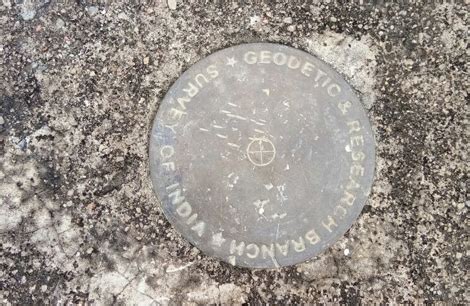 ★ GEODETIC & RESEARCH BRANCH ★
SURVEY OF INDIA